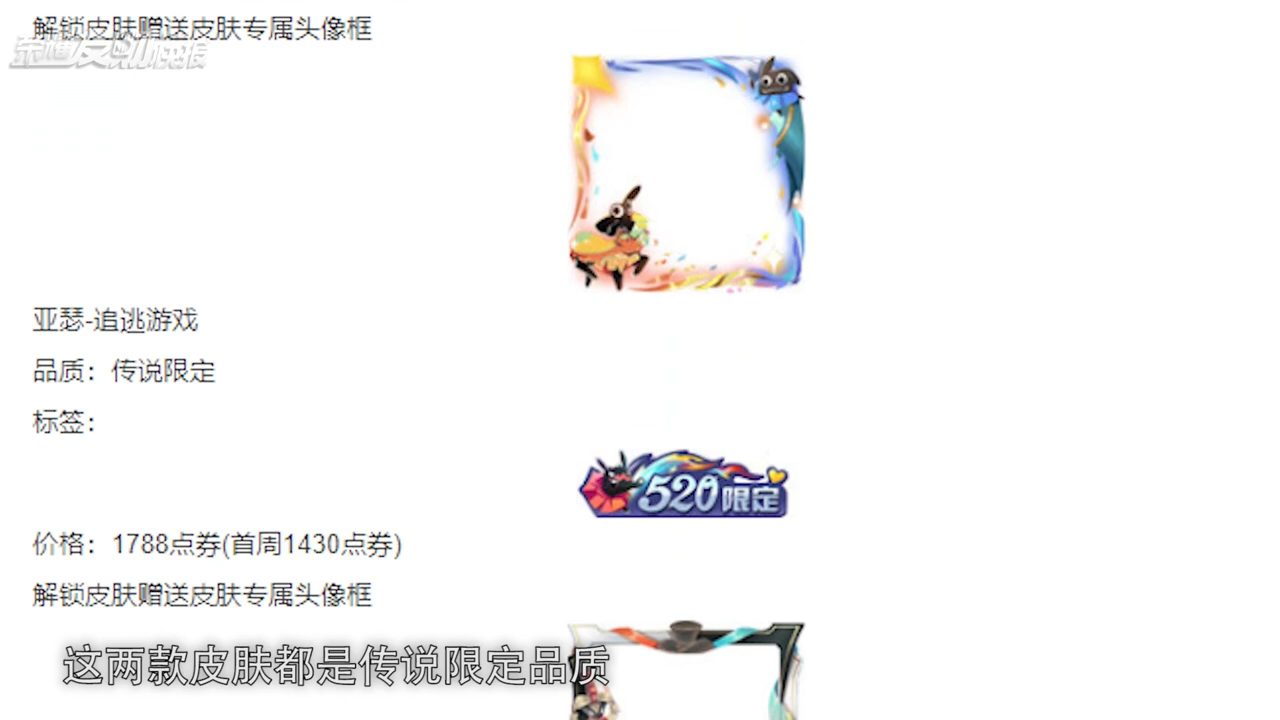 解锁皮肤赠送皮肤专属头像框
亚瑟-追逃游戏
品质：传说限定
标签：
520限定
价格：1788点券(首周1430点券)
解锁皮肤赠送皮肤专属头像框
这两款皮肤都是传说限定品质